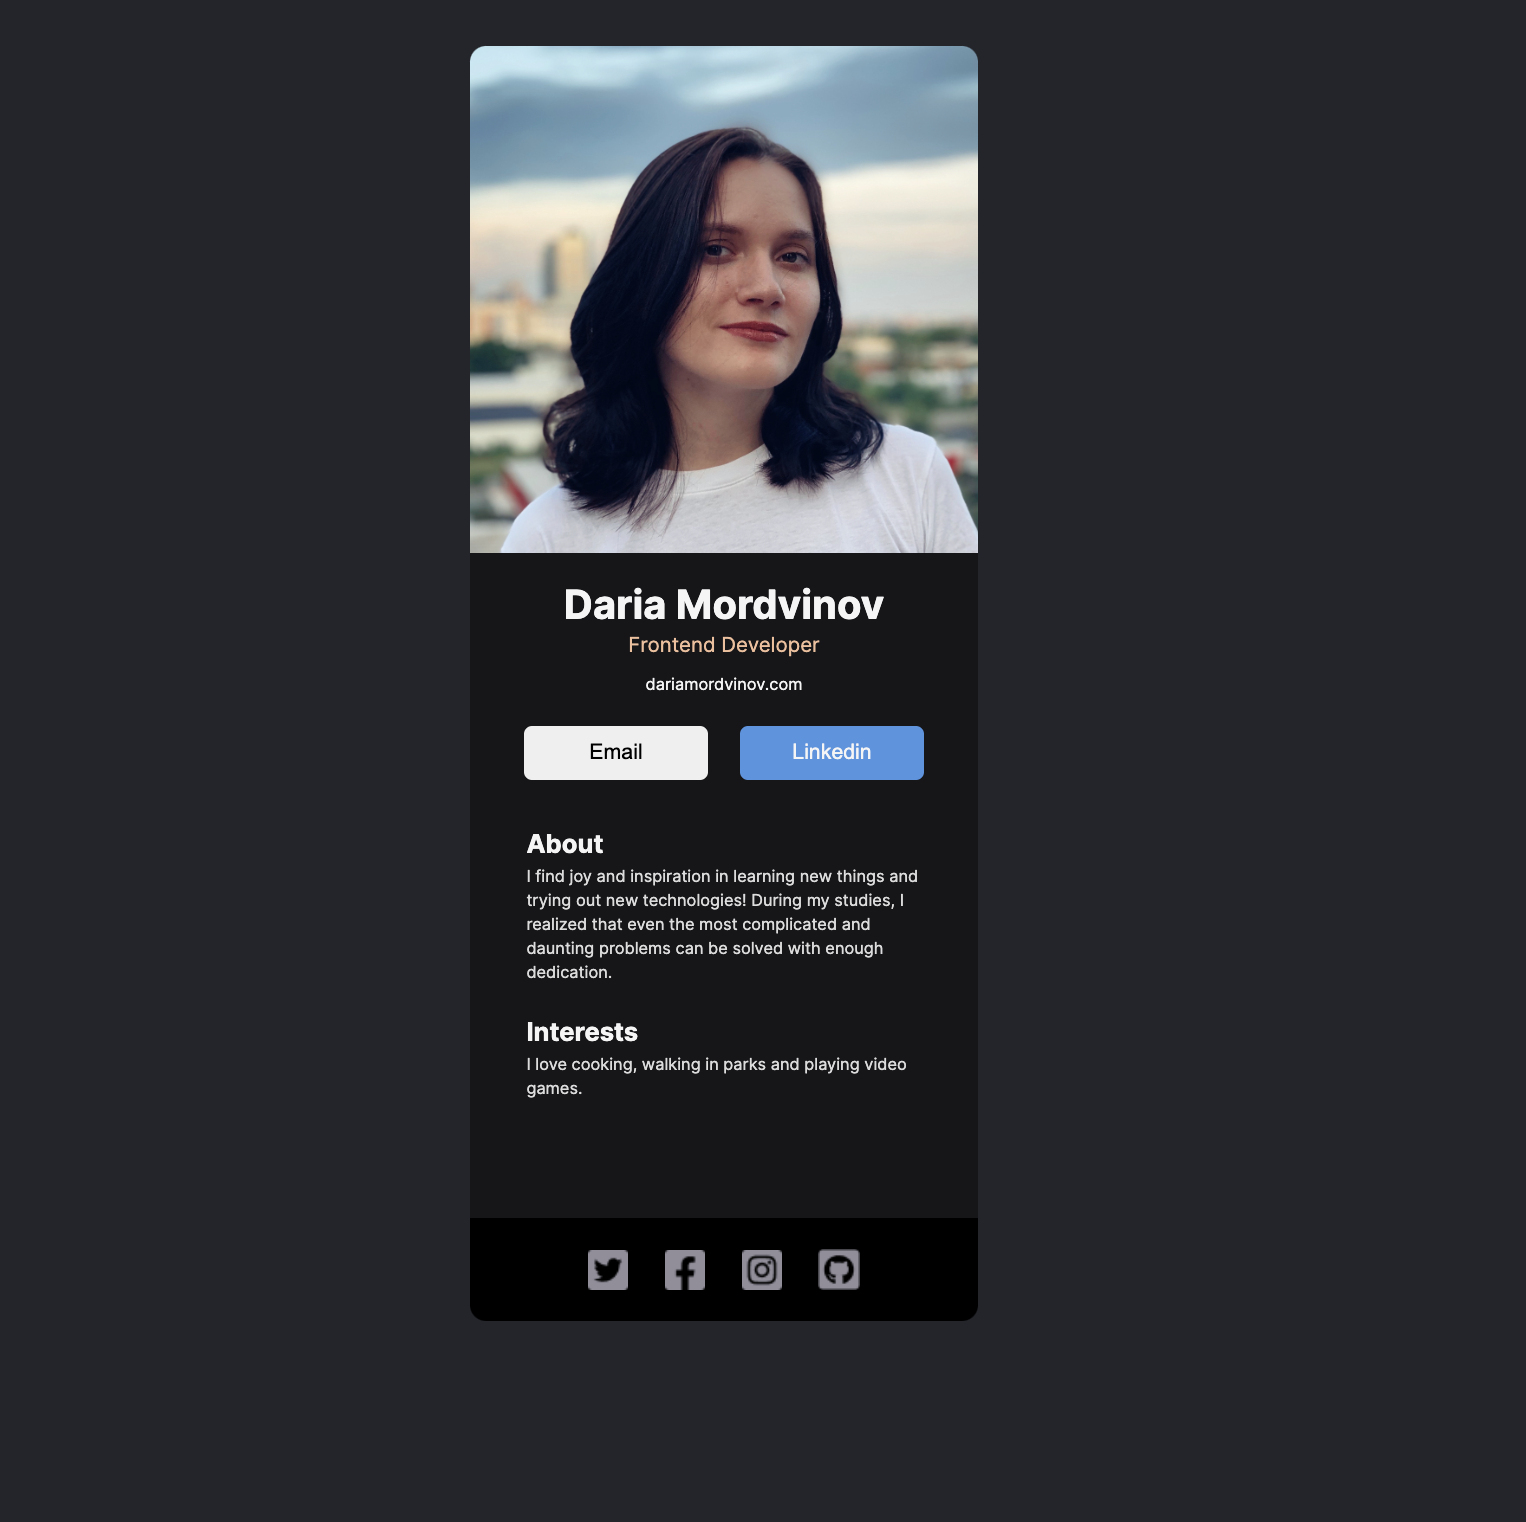 Daria Mordvinov
Frontend Developer
dariamordvinov.com
Email
Linkedin
About
I find joy and inspiration in learning new things and
trying out new technologies! During my studies, I
realized that even the most complicated and
daunting problems can be solved with enough
dedication.
Interests
I love cooking, walking in parks and playing video
games.